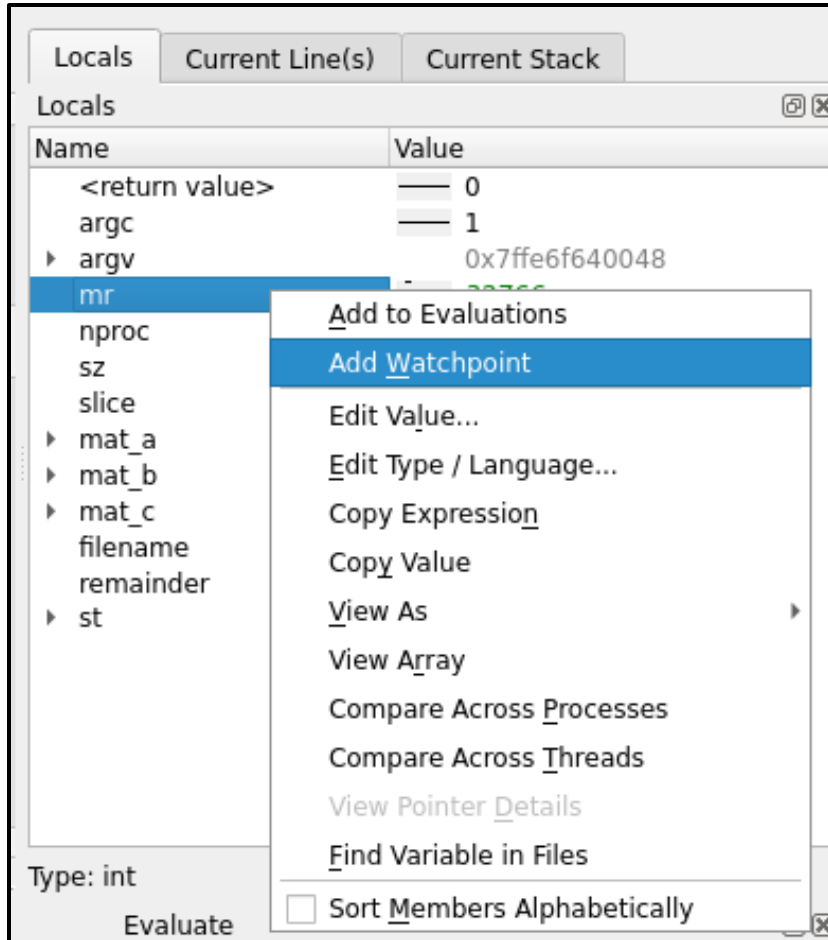 Locals Current Line(s) Current Stack
Locals
Name Value
<return value> 0
argc 1
argv 0x7ffe6f640048
mr
nproc
sz
slice
mat_a
mat_b
mat_c
filename
remainder
st
Add to Evaluations
Add Watchpoint
Edit Value...
Edit Type / Language...
Copy Expression
Copy Value
View As
View Array
Compare Across Processes
Compare Across Threads
View Pointer Details
Find Variable in Files
Sort Members Alphabetically
Type: int
Evaluate